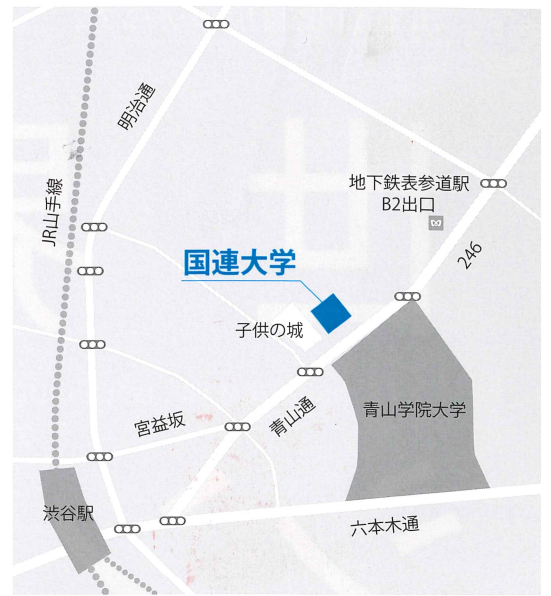 明治通
地下鉄表参道駅
B2出口
JR山手線
246
国連大学
子供の城
青山学院大学
青山通
宮益坂
渋谷駅
六本木通